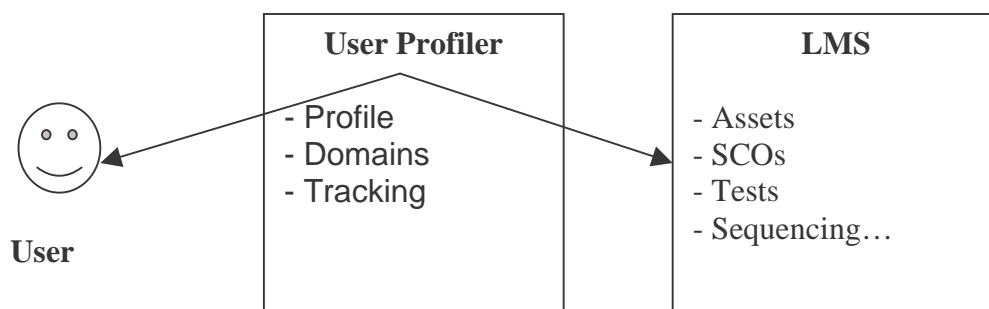 User Profiler
- Profile
- Domains
- Tracking
LMS
- Assets
- SCOs
- Tests
- Sequencing…
User